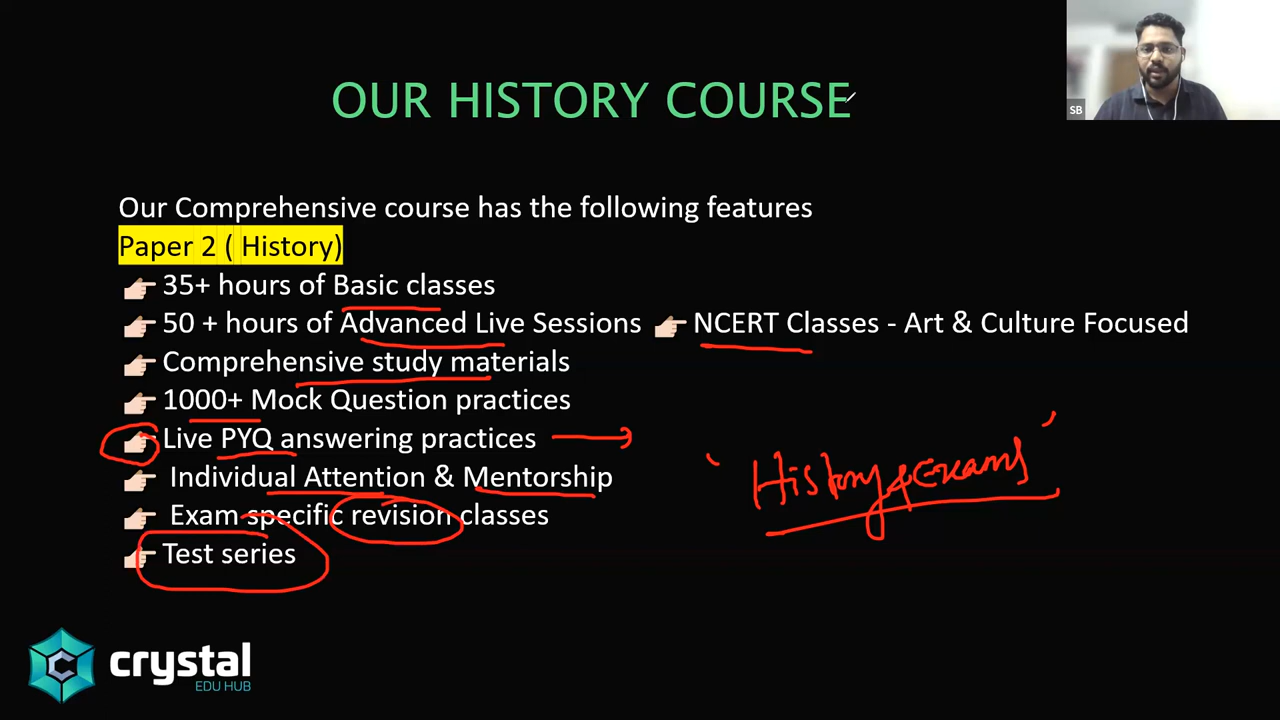 SB
OUR HISTORY COURSE
Our Comprehensive course has the following features
Paper 2 ( History)
35+ hours of Basic classes
50 + hours of Advanced Live Sessions
NCERT Classes - Art & Culture Focused
Comprehensive study materials
1000+ Mock Question practices
Live PYQ answering practices
Individual Attention & Mentorship
Exam specific revision classes
Test series
'History & Exams'
crystal
EDU HUB